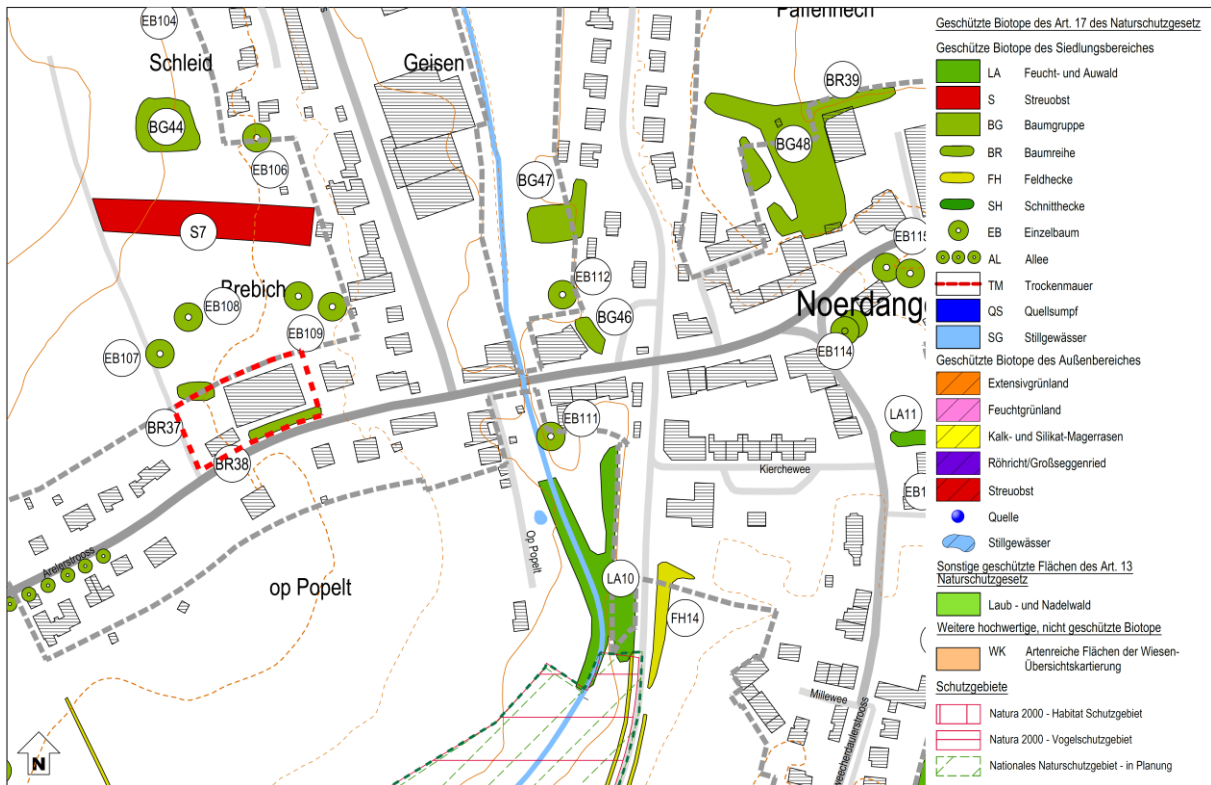 EB104
Schleid
Geisen
BR39
BG44
EB106
BG48
BG47
S7
EB115
Brebich
EB108
EB112
EB109
BG46
EB107
EB114
BR37
EB111
LA11
BR38
Kierchewee
Op Popelt
Arelerstrooss
op Popelt
LA10
FH14
Millewee
N
Geschützte Biotope des Art. 17 des Naturschutzgesetz
Geschütze Biotope des Siedlungsbereiches
LA Feucht- und Auwald
S Streuobst
BG Baumgruppe
BR Baumreihe
FH Feldhecke
SH Schnitthecke
EB Einzelbaum
AL Allee
TM Trockenmauer
QS Quellsumpf
SG Stillgewässer
Geschützte Biotope des Außenbereiches
Extensivgrünland
Feuchtgrünland
Kalk- und Silikat-Magerrasen
Röhricht/Großseggenried
Streuobst
Quelle
Stillgewässer
Sonstige geschützte Flächen des Art. 13
Naturschutzgesetz
Laub - und Nadelwald
Weitere hochwertige, nicht geschützte Biotope
WK Artenreiche Flächen der Wiesen-
Übersichtskartierung
Schutzgebiete
Natura 2000 - Habitat Schutzgebiet
Natura 2000 - Vogelschutzgebiet
Nationales Naturschutzgebiet - in Planung